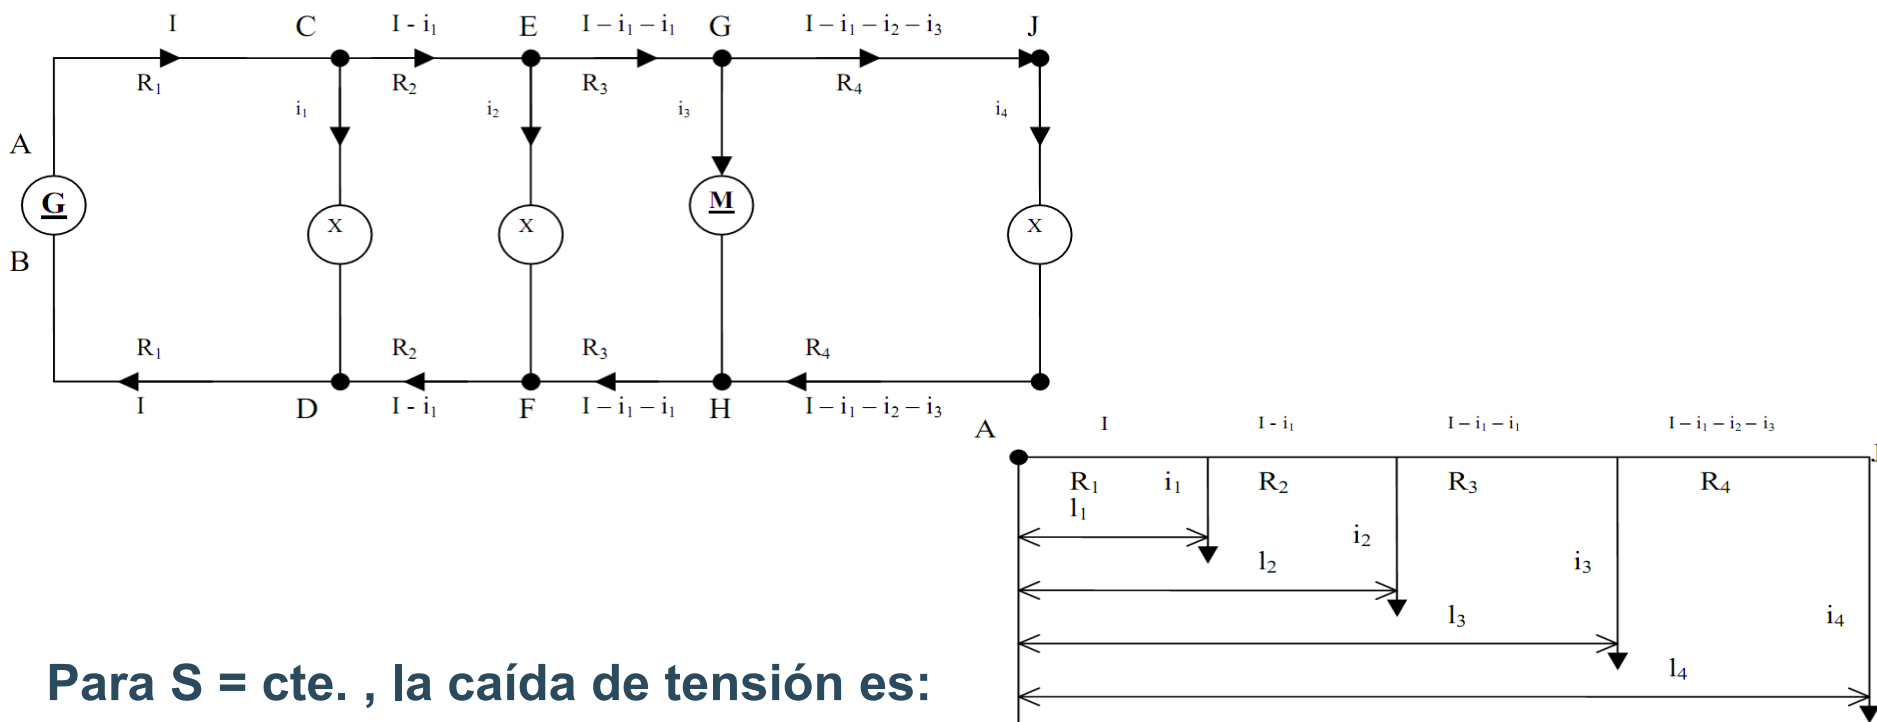 I C I - i₁ E I – i₁ – i₁ G I – i₁ – i₂ – i₃ J
R₁ R₂ R₃ R₄
i₁ i₂ i₃ i₄
A
G X X M X
B
R₁ R₂ R₃ R₄
I D I - i₁ F I – i₁ – i₁ H I – i₁ – i₂ – i₃
A I I - i₁ I – i₁ – i₁ I – i₁ – i₂ – i₃
R₁ i₁ R₂ R₃ R₄
l₁
i₂
l₂ i₃
l₃ i₄
l₄
Para S = cte. , la caída de tensión es: